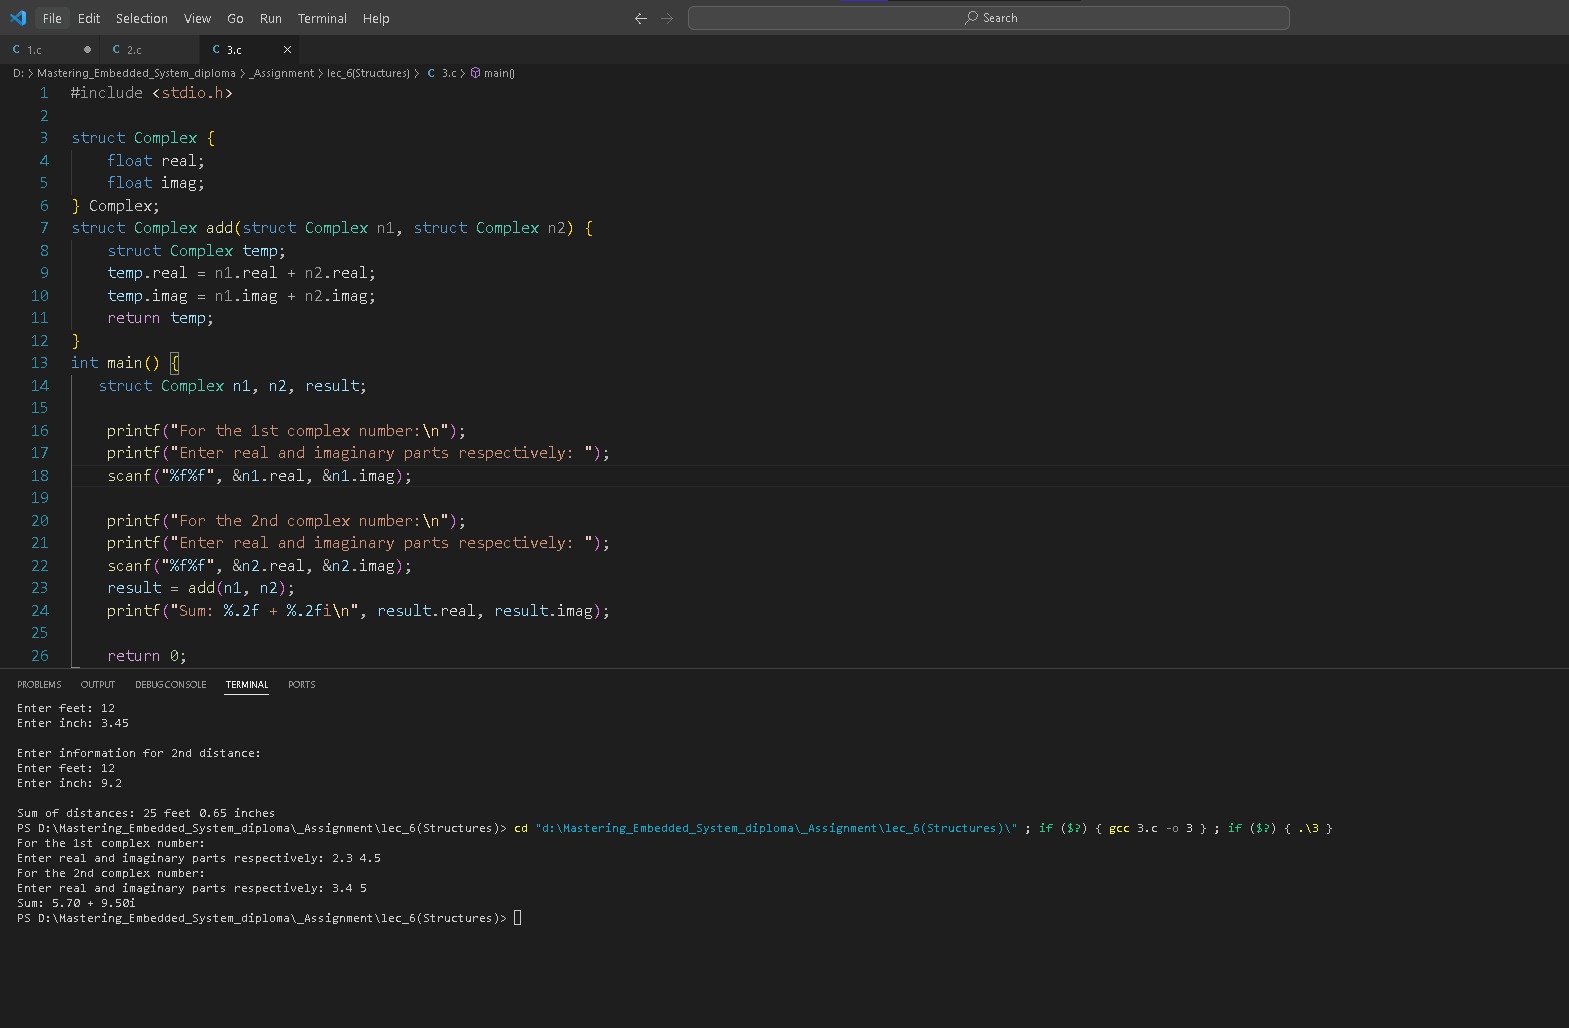 File Edit Selection View Go Run Terminal Help
Search
C 1.c
C 2.c
C 3.c
D: > Mastering_Embedded_System_diploma > _Assignment > lec_6(Structures) > C 3.c > main()
1 #include <stdio.h>
2
3 struct Complex {
4     float real;
5     float imag;
6 } Complex;
7 struct Complex add(struct Complex n1, struct Complex n2) {
8     struct Complex temp;
9     temp.real = n1.real + n2.real;
10     temp.imag = n1.imag + n2.imag;
11     return temp;
12 }
13 int main() {
14    struct Complex n1, n2, result;
15
16     printf("For the 1st complex number:\n");
17     printf("Enter real and imaginary parts respectively: ");
18     scanf("%f%f", &n1.real, &n1.imag);
19
20     printf("For the 2nd complex number:\n");
21     printf("Enter real and imaginary parts respectively: ");
22     scanf("%f%f", &n2.real, &n2.imag);
23     result = add(n1, n2);
24     printf("Sum: %.2f + %.2fi\n", result.real, result.imag);
25
26     return 0;
PROBLEMS OUTPUT DEBUG CONSOLE TERMINAL PORTS
Enter feet: 12
Enter inch: 3.45
Enter information for 2nd distance:
Enter feet: 12
Enter inch: 9.2
Sum of distances: 25 feet 0.65 inches
PS D:\Mastering_Embedded_System_diploma\_Assignment\lec_6(Structures)> cd "d:\Mastering_Embedded_System_diploma\_Assignment\lec_6(Structures)\" ; if ($?) { gcc 3.c -o 3 } ; if ($?) { .\3 }
For the 1st complex number:
Enter real and imaginary parts respectively: 2.3 4.5
For the 2nd complex number:
Enter real and imaginary parts respectively: 3.4 5
Sum: 5.70 + 9.50i
PS D:\Mastering_Embedded_System_diploma\_Assignment\lec_6(Structures)>